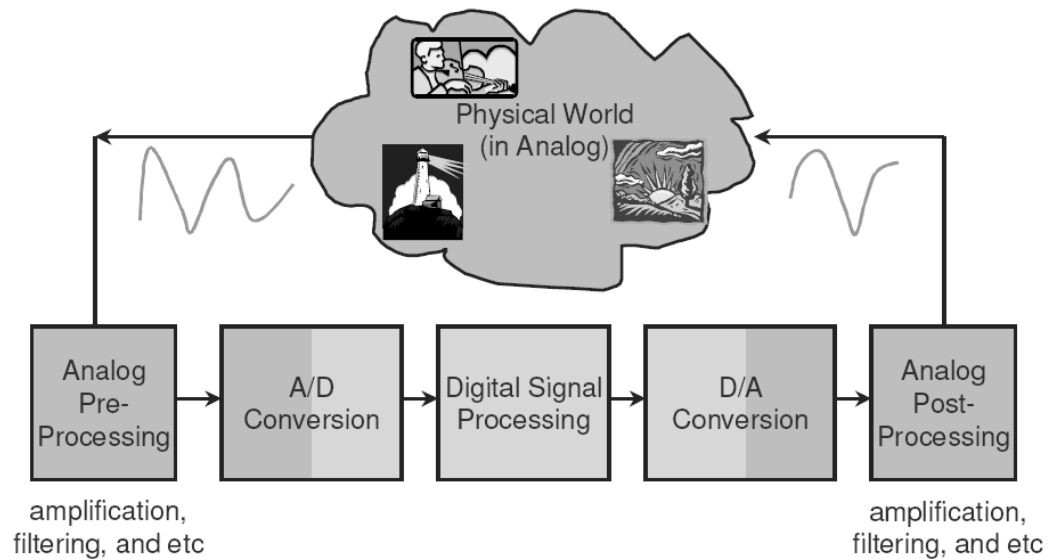 Physical World
(in Analog)
Analog
Pre-
Processing
A/D
Conversion
Digital Signal
Processing
D/A
Conversion
Analog
Post-
Processing
amplification,
filtering, and etc
amplification,
filtering, and etc